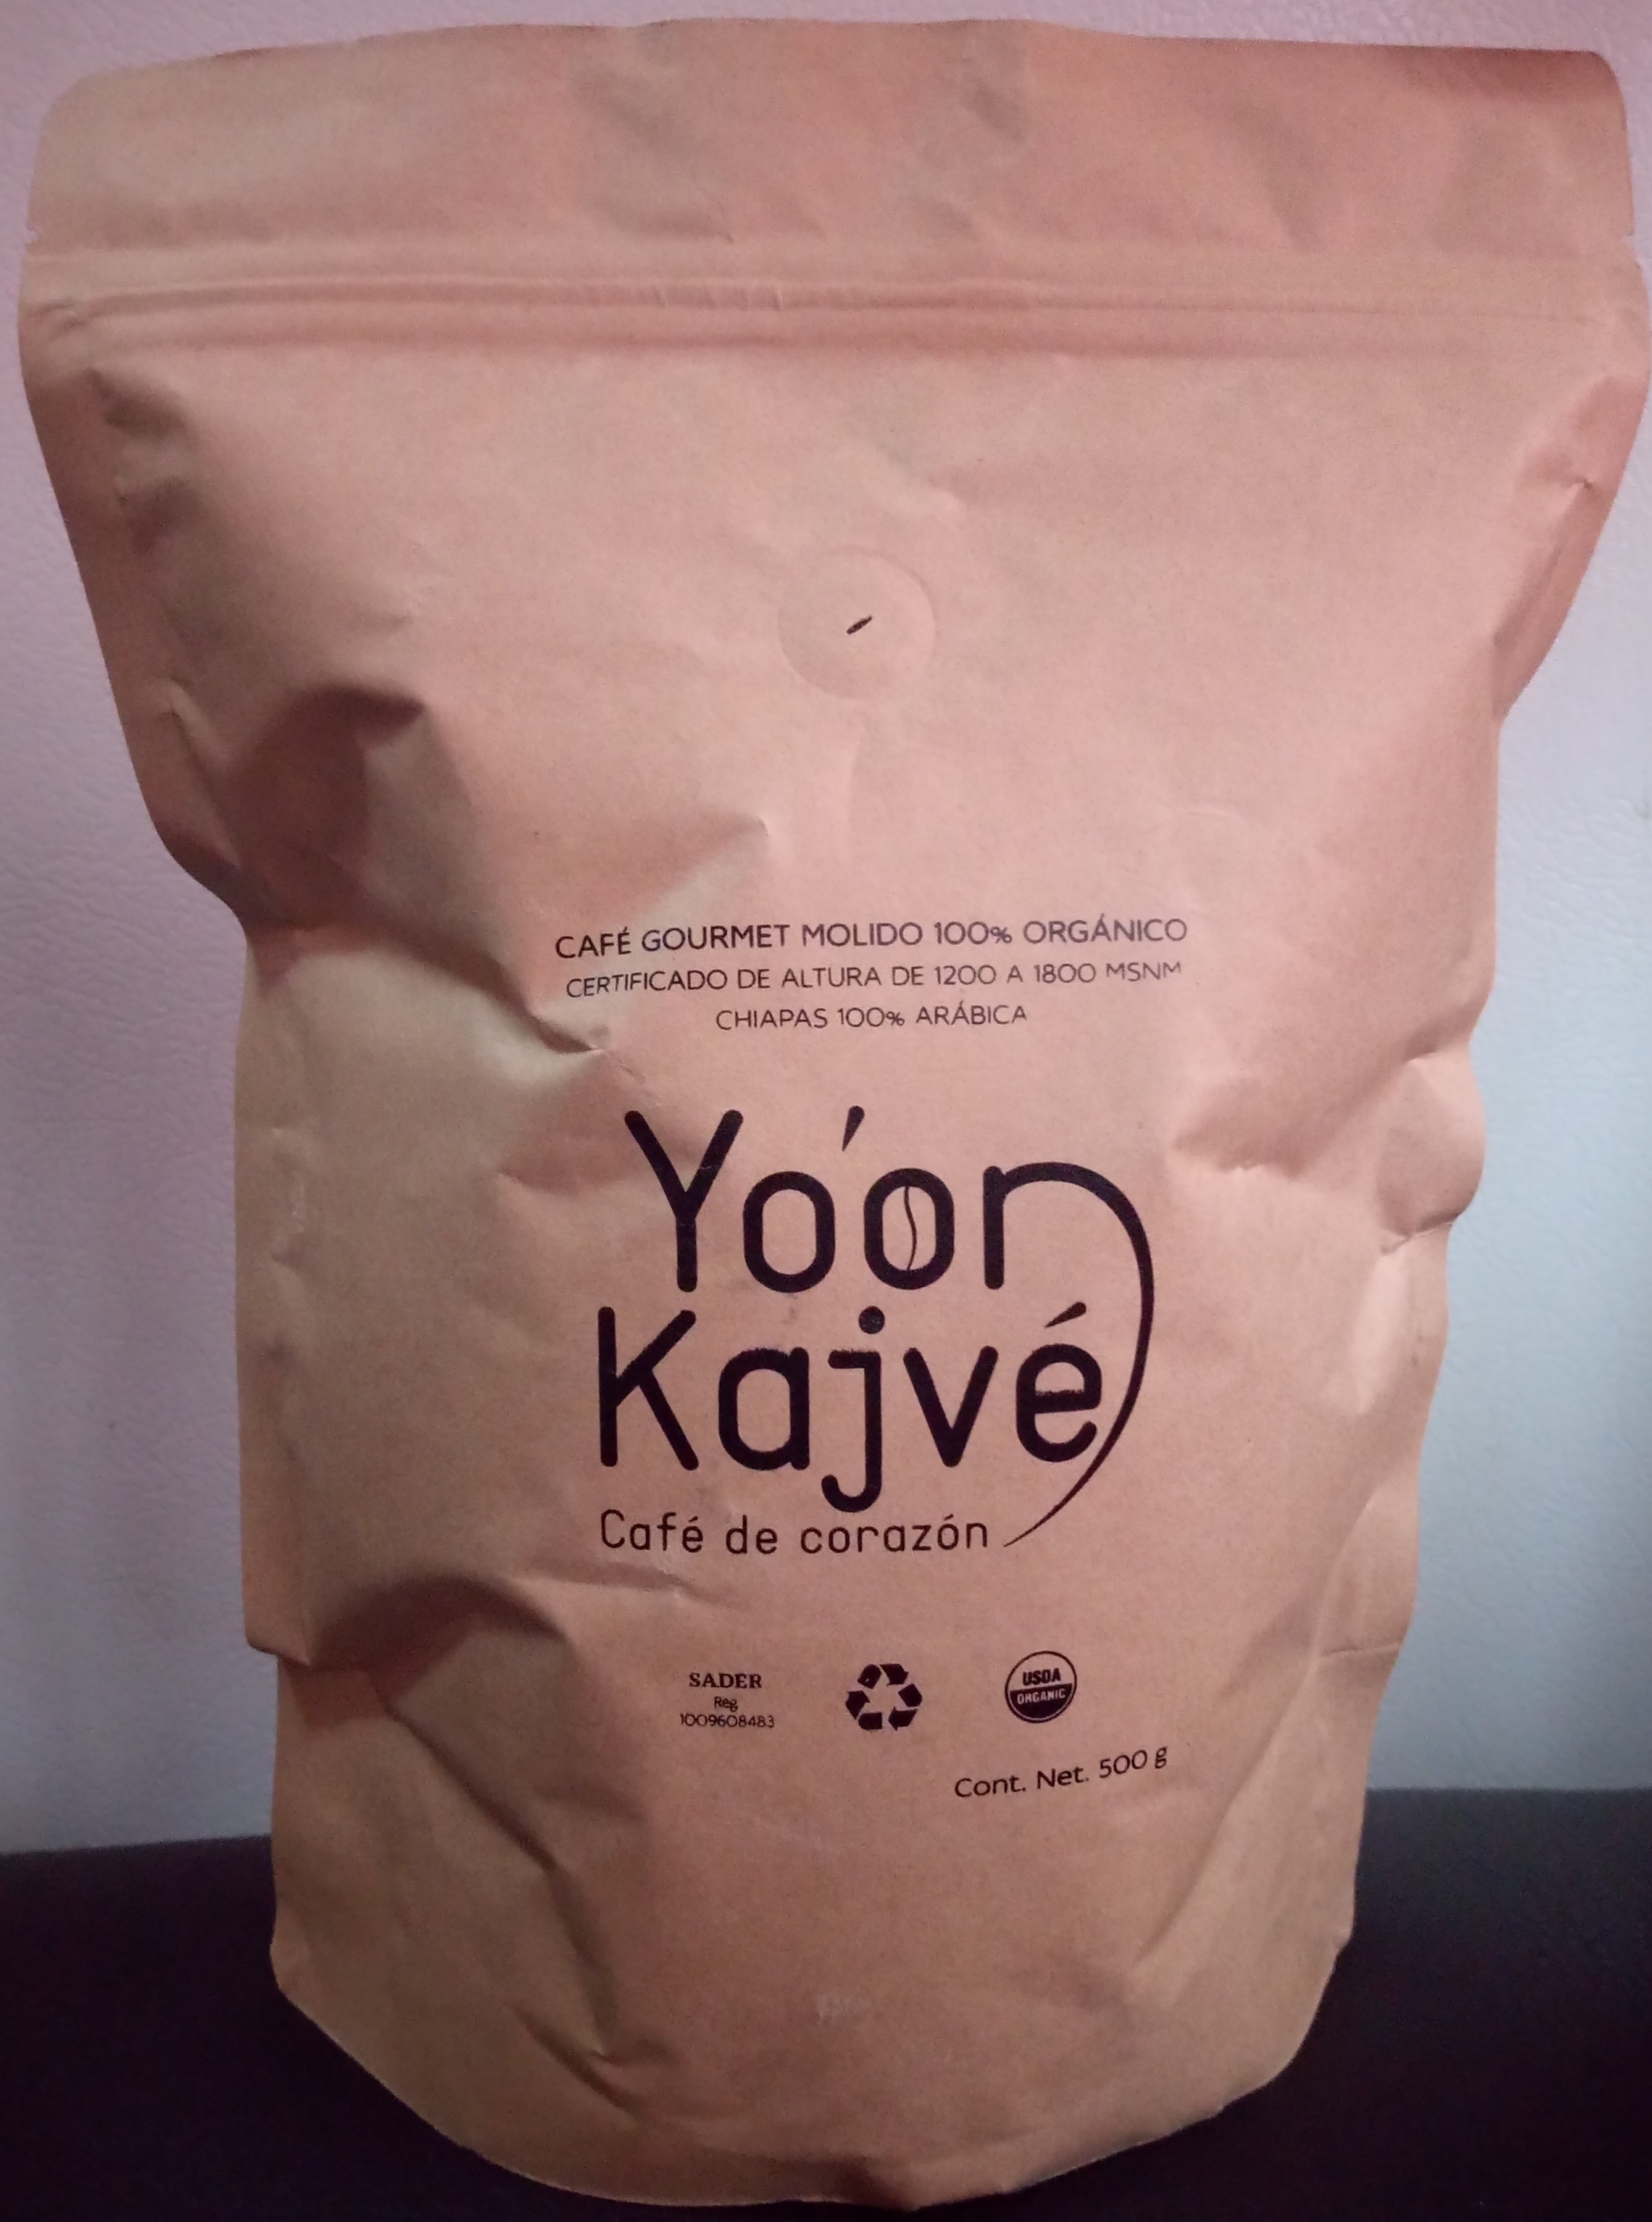 CAFÉ GOURMET MOLIDO 100% ORGÁNICO
CERTIFICADO DE ALTURA DE 1200 A 1800 MSNM
CHIAPAS 100% ARÁBICA
Yo'on
Kajvé
Café de corazón
SADER
Reg
1009608483
USDA
ORGANIC
Cont. Net. 500 g